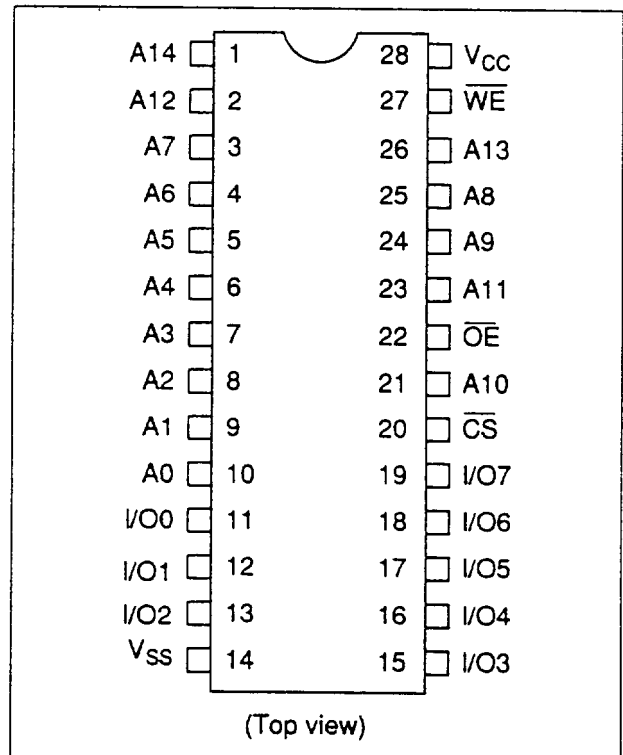 A14 1 28 VCC
A12 2 27 WE
A7 3 26 A13
A6 4 25 A8
A5 5 24 A9
A4 6 23 A11
A3 7 22 OE
A2 8 21 A10
A1 9 20 CS
A0 10 19 I/O7
I/O0 11 18 I/O6
I/O1 12 17 I/O5
I/O2 13 16 I/O4
VSS 14 15 I/O3
(Top view)